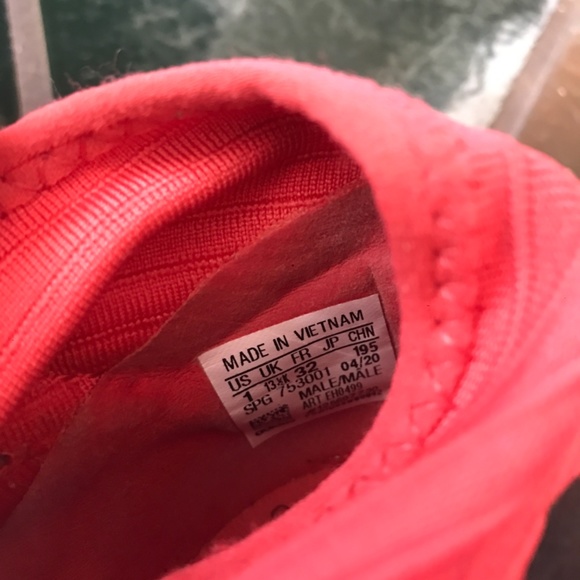 MADE IN VIETNAM
US UK FR JP CHN
1 13½K 32 195
SPG 753001 04/20
MALE/MALE
ART EH0499